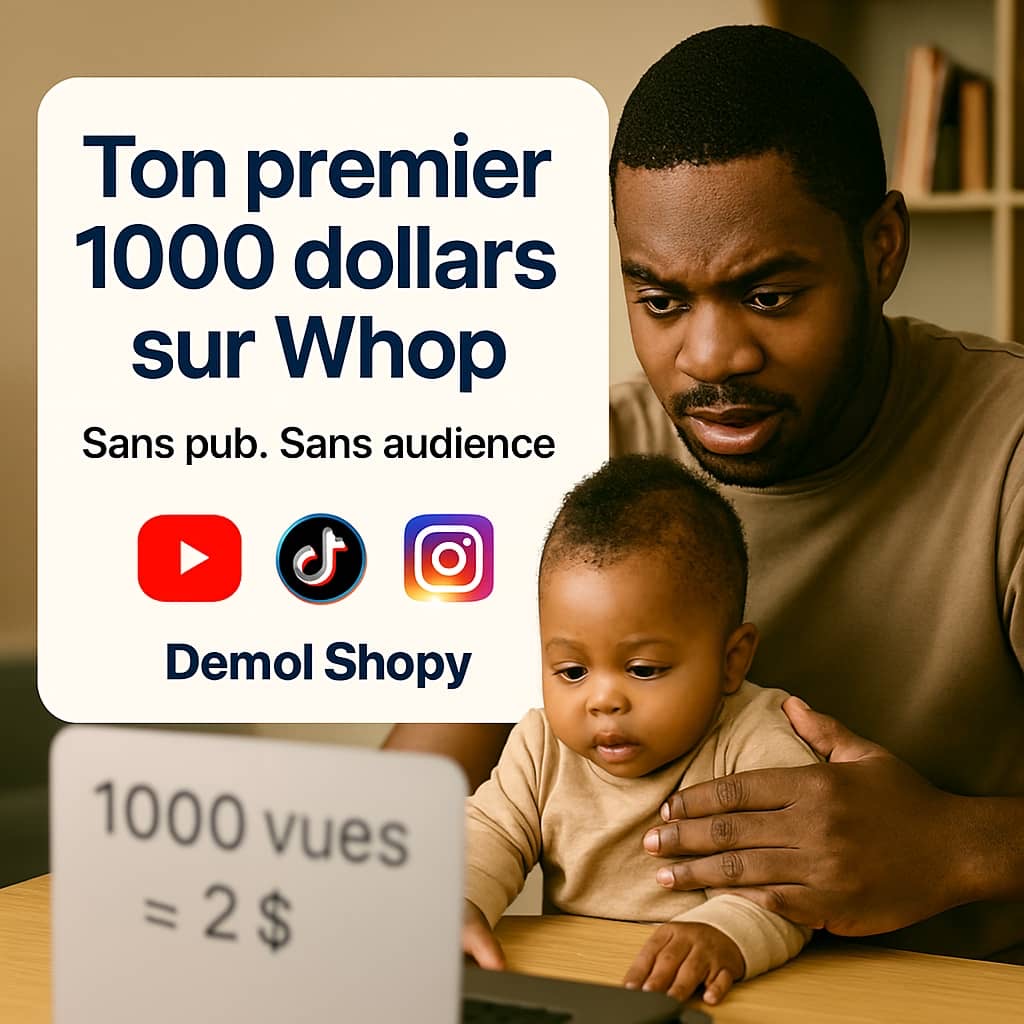 Ton premier
1000 dollars
sur Whop
Sans pub. Sans audience
Demol Shopy
1000 vues
= 2 $